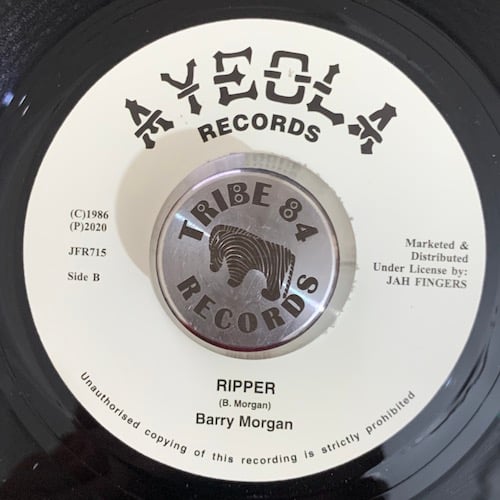 AYEOLA
RECORDS
(C)1986
(P)2020
JFR715
Side B
TRIBE 84
RECORDS
Marketed &
Distributed
Under License by:
JAH FINGERS
RIPPER
(B. Morgan)
Barry Morgan
Unauthorised copying of this recording is strictly prohibited